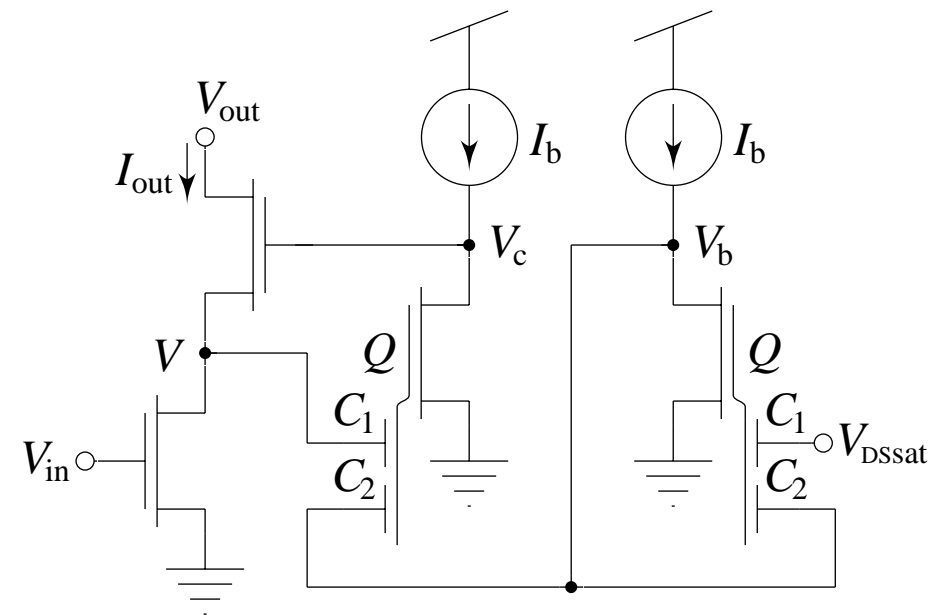 V_out
I_out
I_b
I_b
V_c
V_b
V
Q
Q
C_1
C_1
V_DSsat
V_in
C_2
C_2